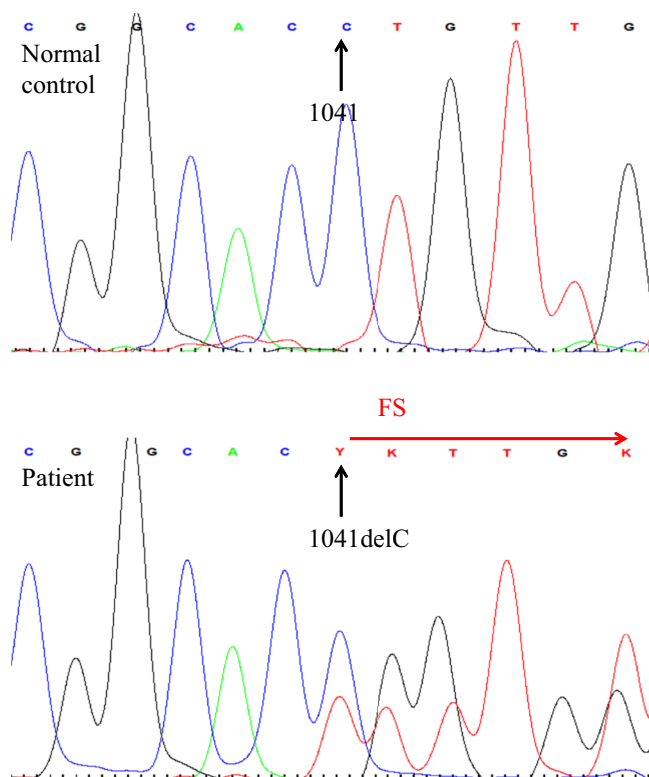 C G G C A C C T G T T G
Normal
control
1041
FS
C G G C A C Y K T T G K
Patient
1041delC